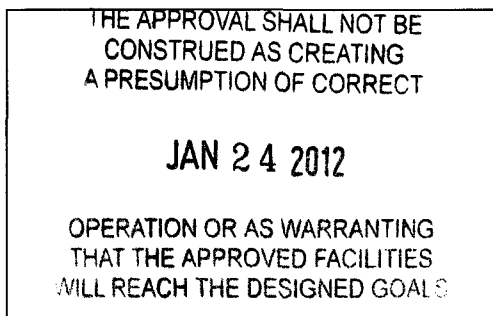 THE APPROVAL SHALL NOT BE
CONSTRUED AS CREATING
A PRESUMPTION OF CORRECT
JAN 24 2012
OPERATION OR AS WARRANTING
THAT THE APPROVED FACILITIES
WILL REACH THE DESIGNED GOALS